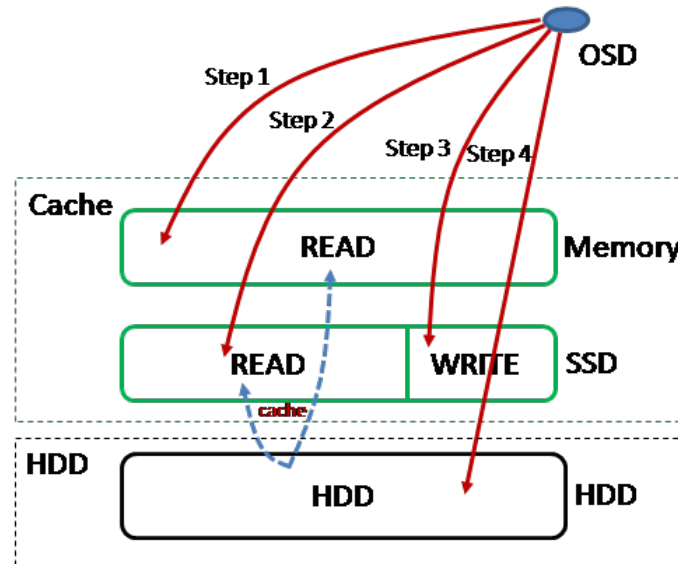 OSD
Step 1
Step 2
Step 3
Step 4
Cache
READ
Memory
READ
WRITE
SSD
cache
HDD
HDD
HDD